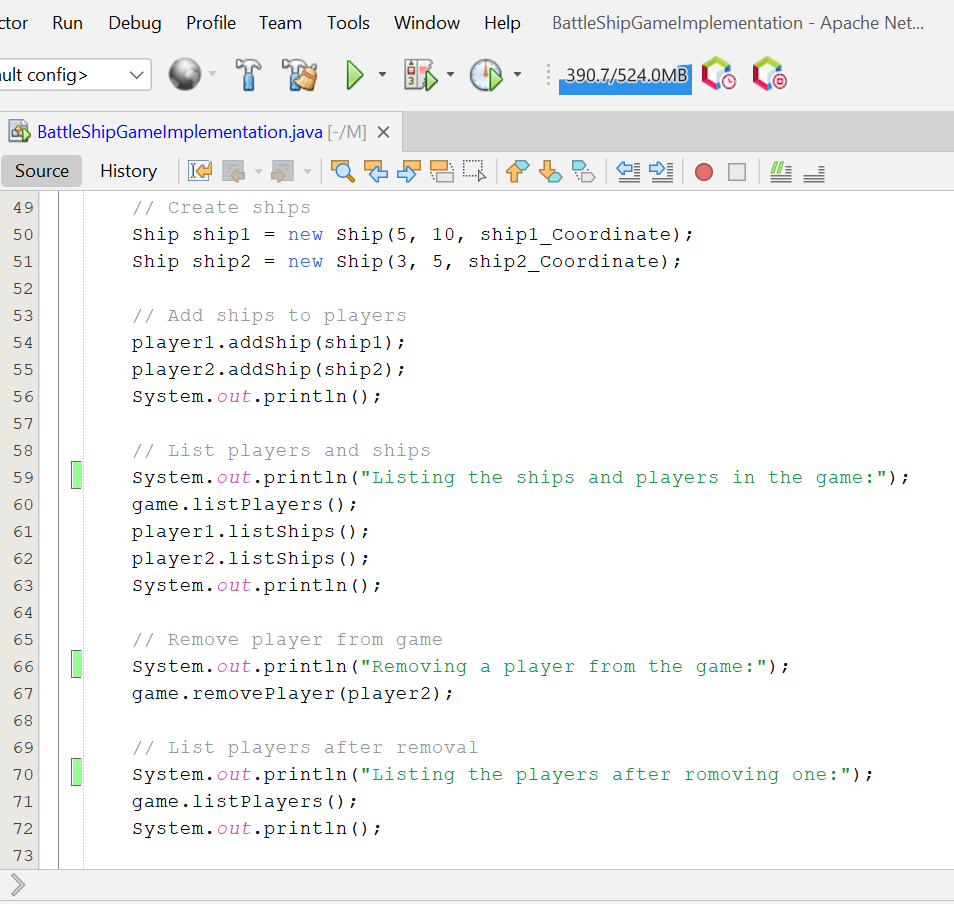 ctor Run Debug Profile Team Tools Window Help BattleShipGameImplementation - Apache Net...
ult config> 390.7/524.0MB
BattleShipGameImplementation.java [-/M]
Source History
49 // Create ships
50 Ship ship1 = new Ship(5, 10, ship1_Coordinate);
51 Ship ship2 = new Ship(3, 5, ship2_Coordinate);
52
53 // Add ships to players
54 player1.addShip(ship1);
55 player2.addShip(ship2);
56 System.out.println();
57
58 // List players and ships
59 System.out.println("Listing the ships and players in the game:");
60 game.listPlayers();
61 player1.listShips();
62 player2.listShips();
63 System.out.println();
64
65 // Remove player from game
66 System.out.println("Removing a player from the game:");
67 game.removePlayer(player2);
68
69 // List players after removal
70 System.out.println("Listing the players after romoving one:");
71 game.listPlayers();
72 System.out.println();
73